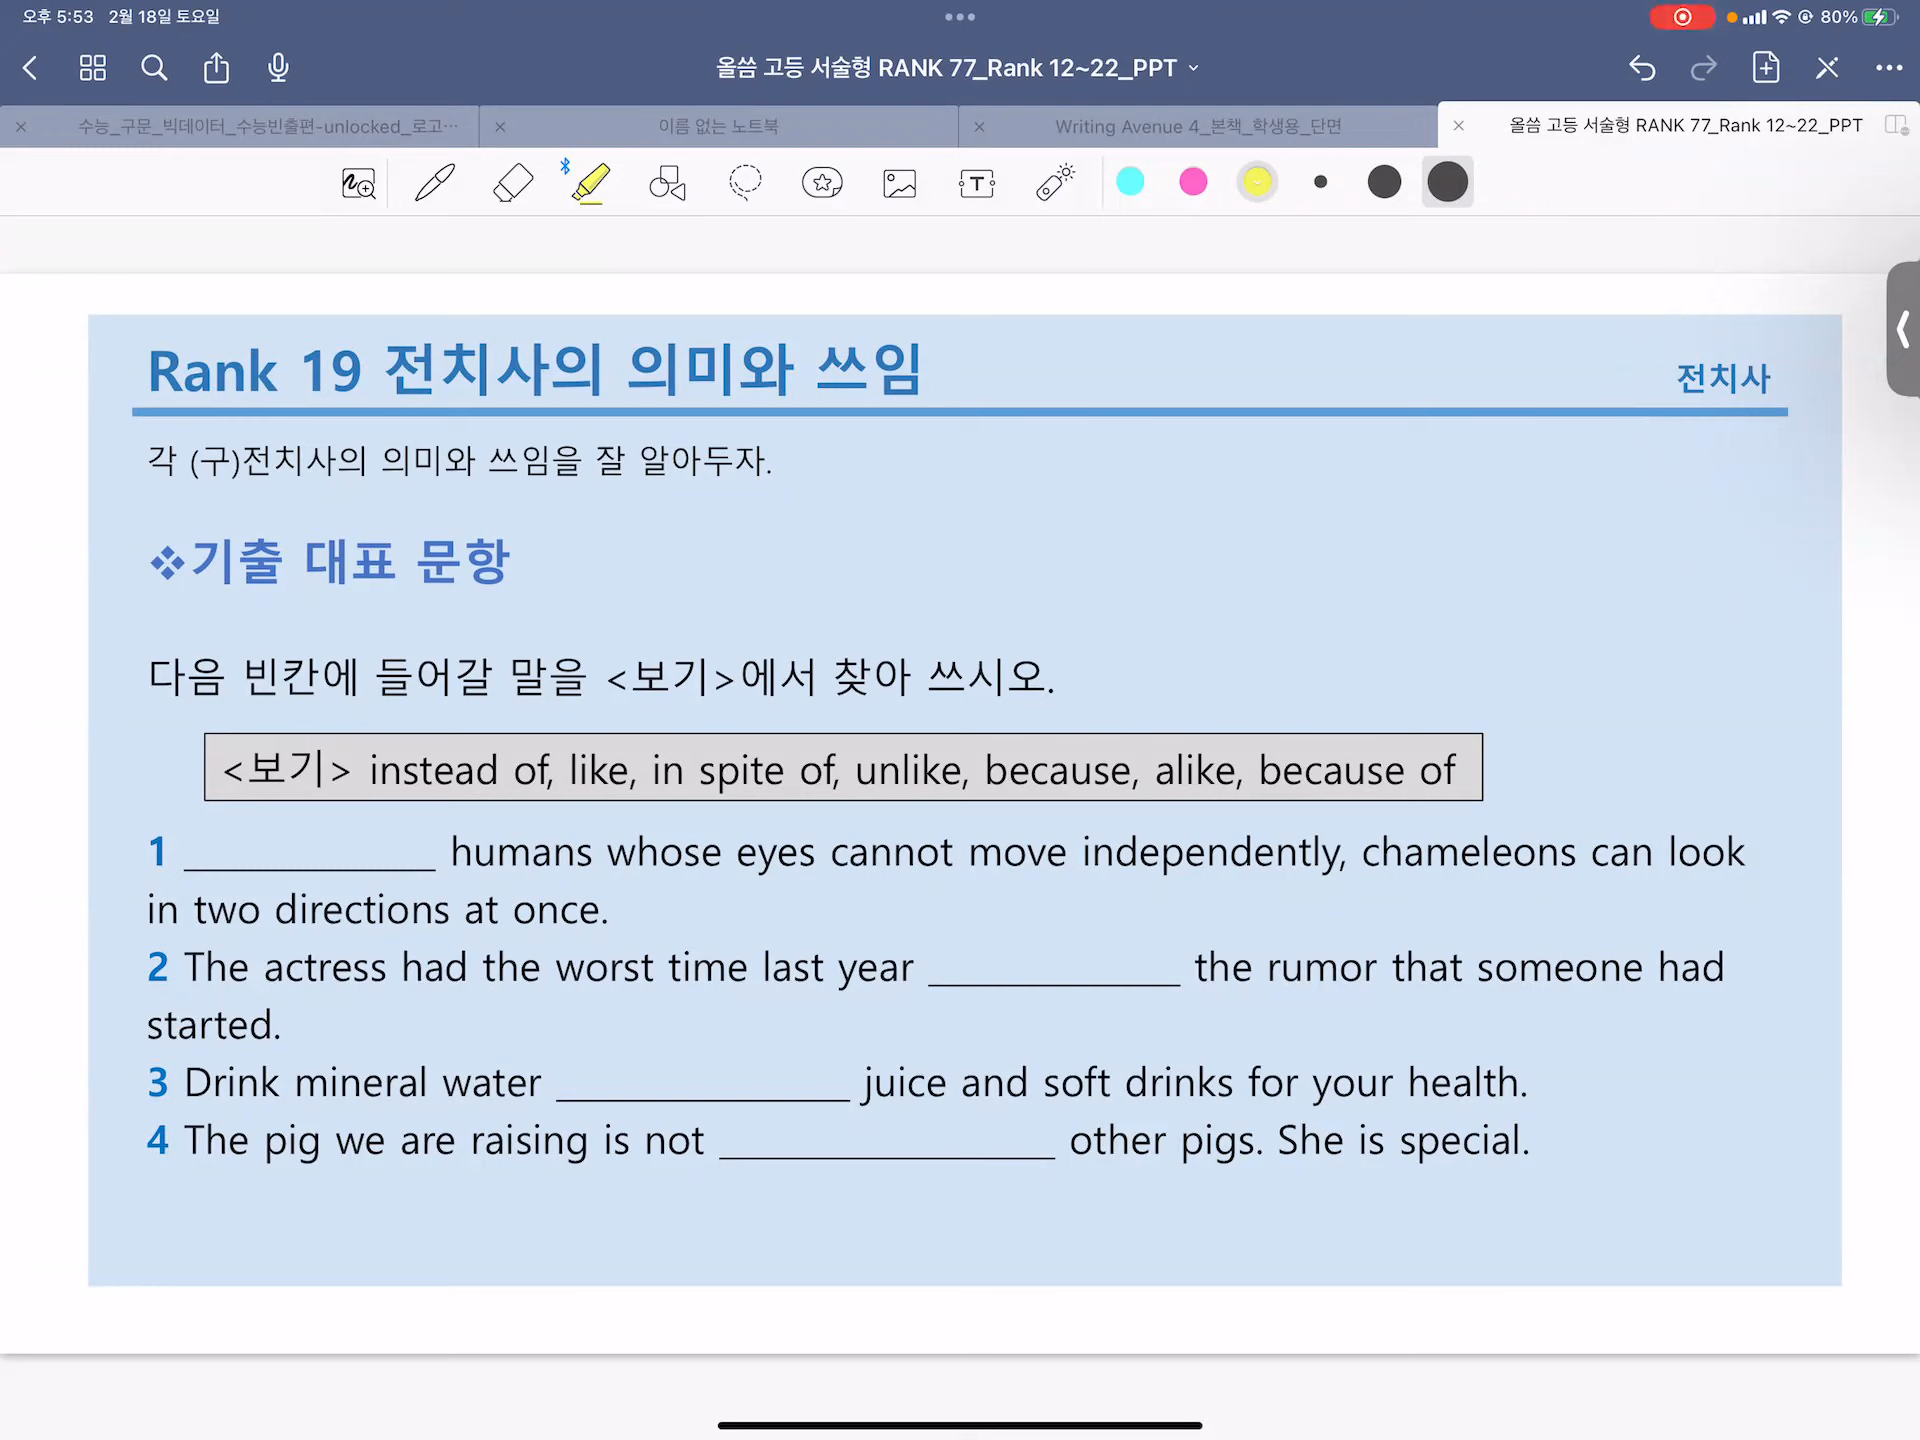 오후 5:53 2월 18일 토요일
80%
올씀 고등 서술형 RANK 77_Rank 12~22_PPT
수능_구문_빅데이터_수능빈출편-unlocked_로고…
이름 없는 노트북
Writing Avenue 4_본책_학생용_단면
올씀 고등 서술형 RANK 77_Rank 12~22_PPT
Rank 19 전치사의 의미와 쓰임
전치사
각 (구)전치사의 의미와 쓰임을 잘 알아두자.
❖기출 대표 문항
다음 빈칸에 들어갈 말을 <보기>에서 찾아 쓰시오.
<보기> instead of, like, in spite of, unlike, because, alike, because of
1 ____________ humans whose eyes cannot move independently, chameleons can look
in two directions at once.
2 The actress had the worst time last year ____________ the rumor that someone had
started.
3 Drink mineral water ______________ juice and soft drinks for your health.
4 The pig we are raising is not ________________ other pigs. She is special.